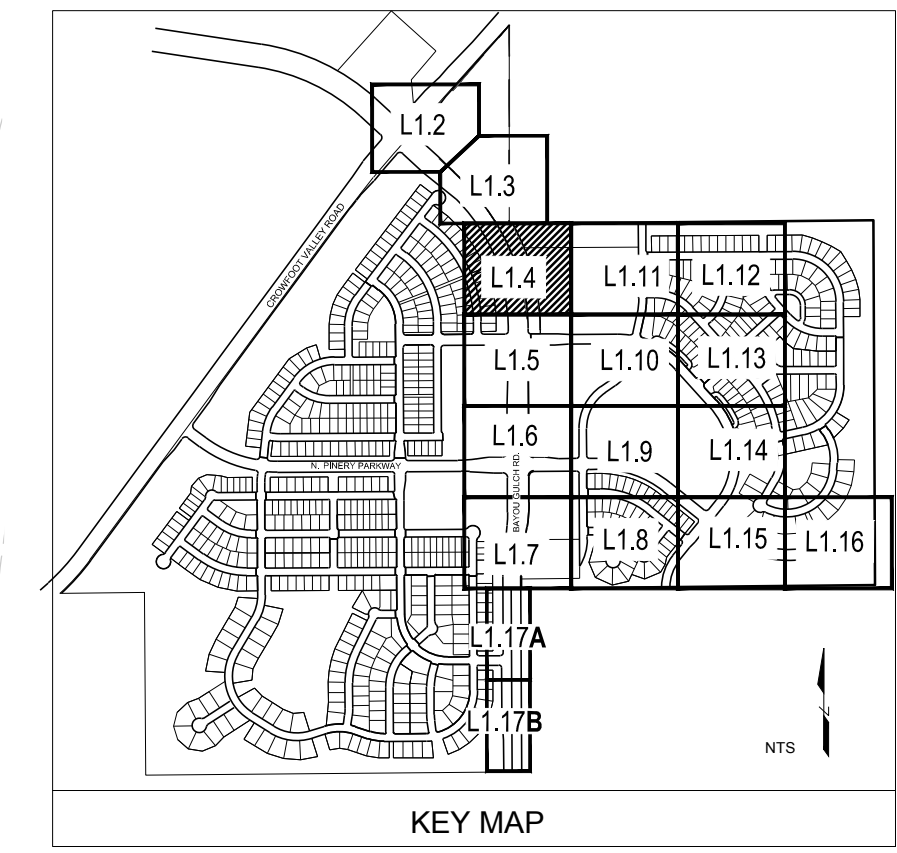 L1.2
L1.3
CROWFOOT VALLEY ROAD
L1.4
L1.11
L1.12
L1.5
L1.10
L1.13
L1.6
L1.9
L1.14
N. PINERY PARKWAY
BAYOU GULCH RD.
L1.7
L1.8
L1.15
L1.16
L1.17A
L1.17B
N
NTS
KEY MAP